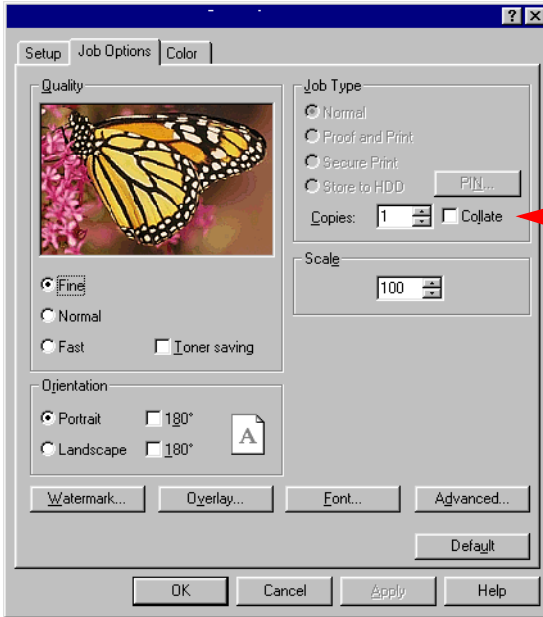 Setup Job Options Color
Quality
Fine
Normal
Fast Toner saving
Orientation
Portrait 180°
Landscape 180°
A
Job Type
Normal
Proof and Print
Secure Print
Store to HDD PIN...
Copies: 1 Collate
Scale
100
Watermark... Overlay... Font... Advanced...
Default
OK Cancel Apply Help